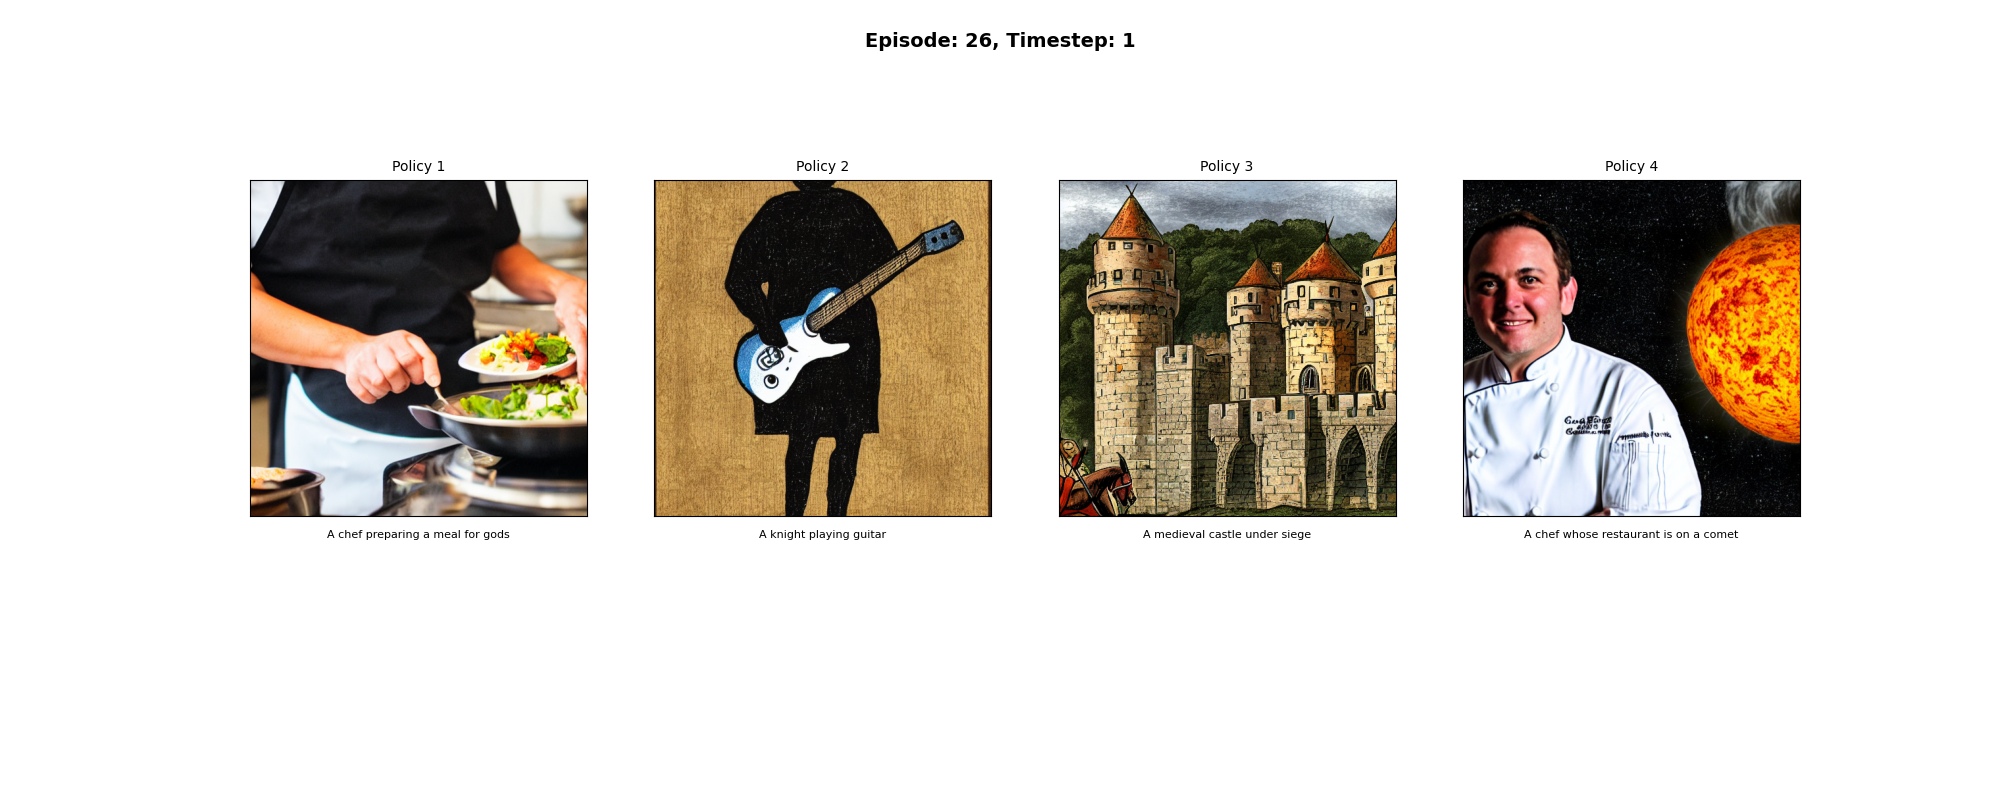 Episode: 26, Timestep: 1
Policy 1
Policy 2
Policy 3
Policy 4
A chef preparing a meal for gods
A knight playing guitar
A medieval castle under siege
A chef whose restaurant is on a comet